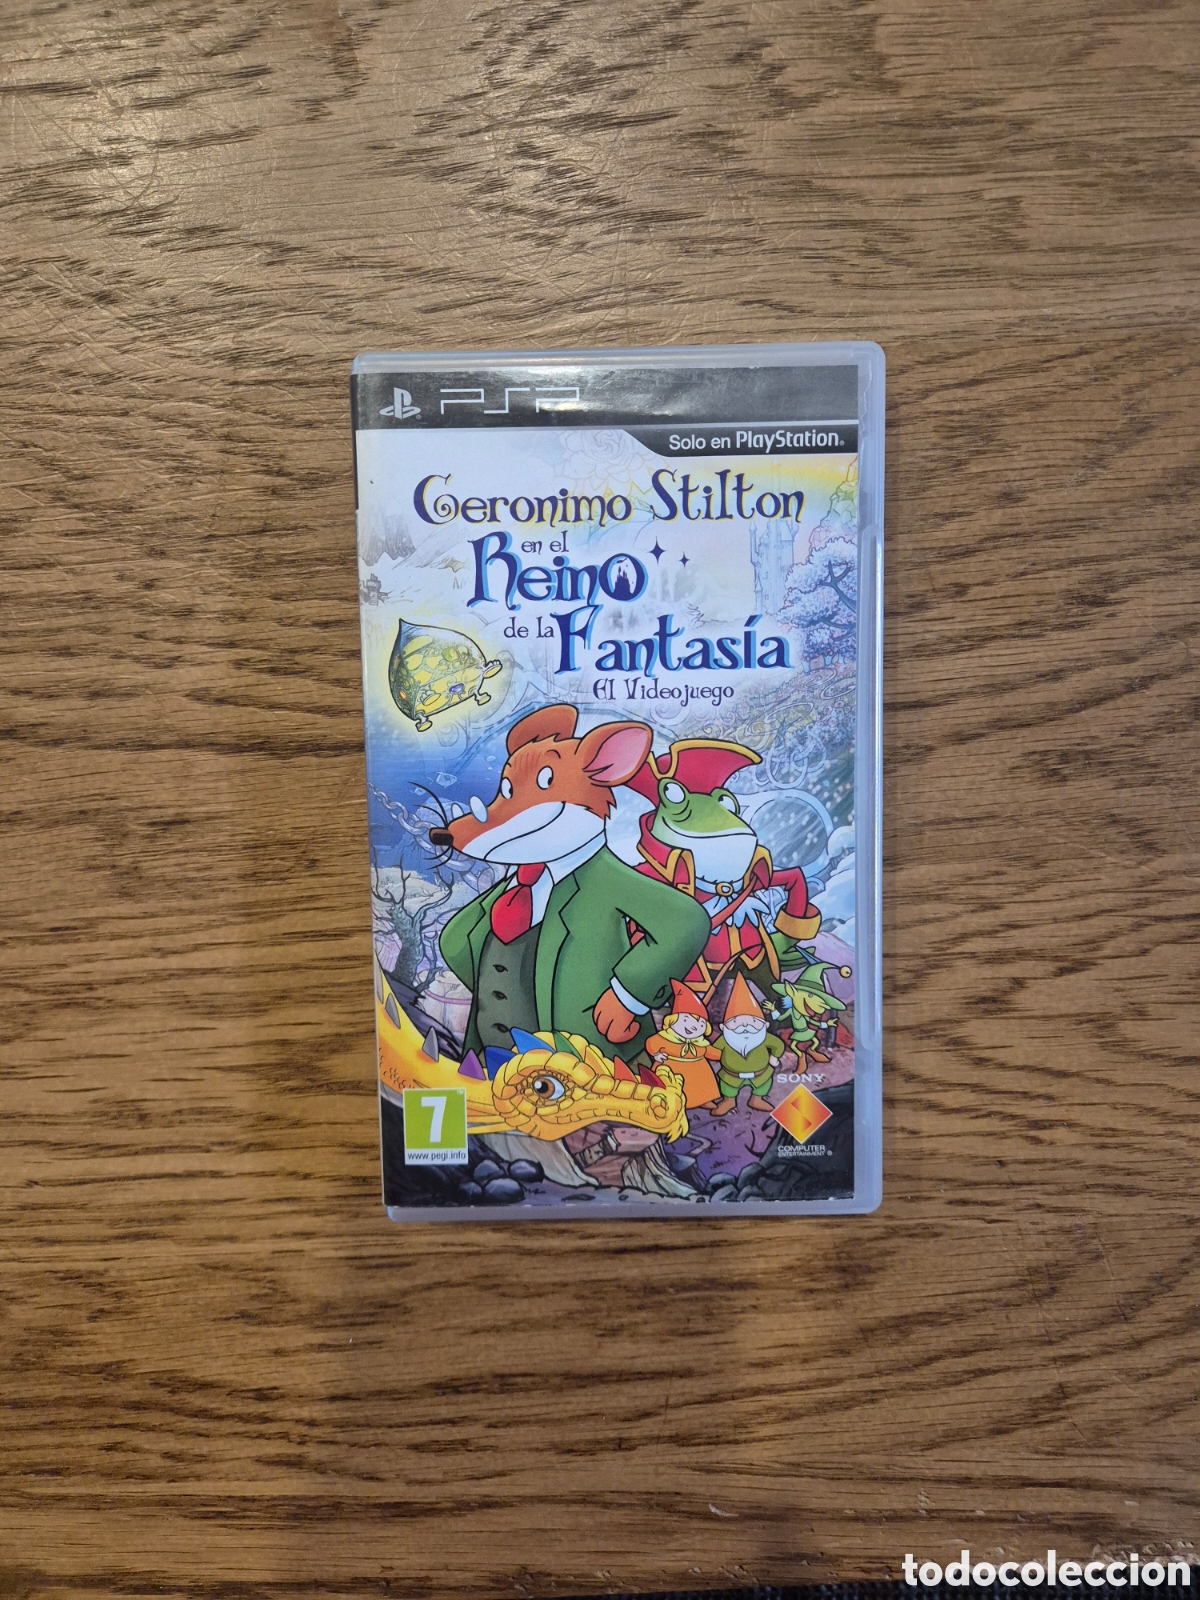 PSP
Solo en PlayStation®
Geronimo Stilton
en el
Reino
de la Fantasía
El Videojuego
7
www.pegi.info
SONY
COMPUTER
ENTERTAINMENT®
todocoleccion